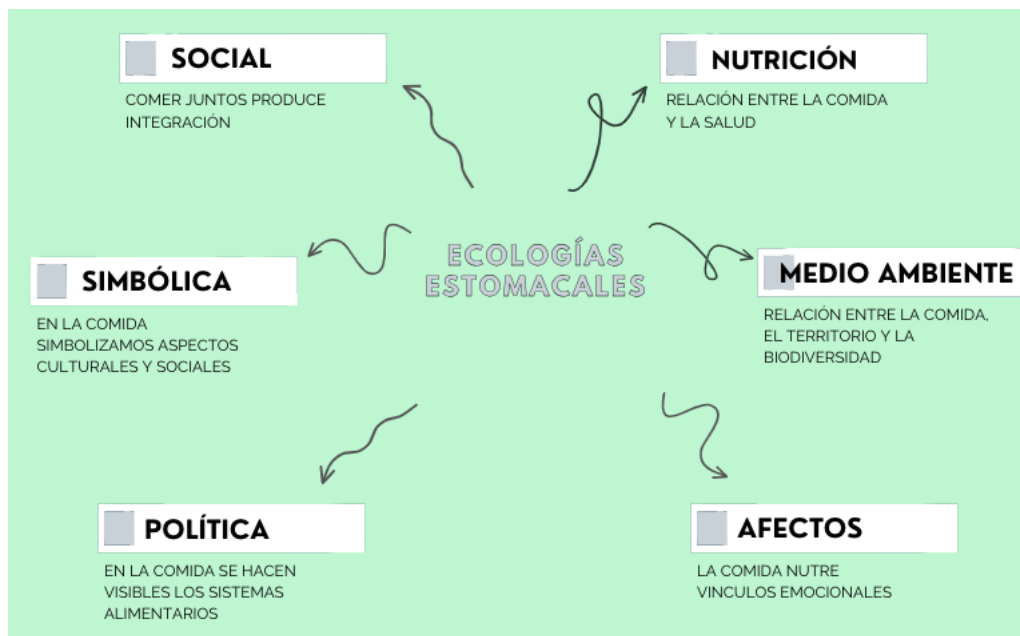 SOCIAL
COMER JUNTOS PRODUCE
INTEGRACIÓN
NUTRICIÓN
RELACIÓN ENTRE LA COMIDA
Y LA SALUD
ECOLOGÍAS
ESTOMACALES
SIMBÓLICA
EN LA COMIDA
SIMBOLIZAMOS ASPECTOS
CULTURALES Y SOCIALES
MEDIO AMBIENTE
RELACIÓN ENTRE LA COMIDA,
EL TERRITORIO Y LA
BIODIVERSIDAD
POLÍTICA
EN LA COMIDA SE HACEN
VISIBLES LOS SISTEMAS
ALIMENTARIOS
AFECTOS
LA COMIDA NUTRE
VINCULOS EMOCIONALES